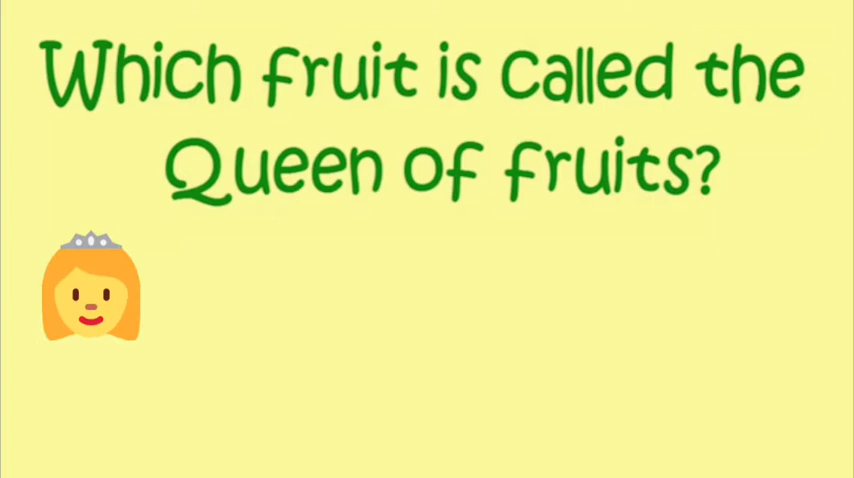 Which fruit is called the
Queen of fruits?